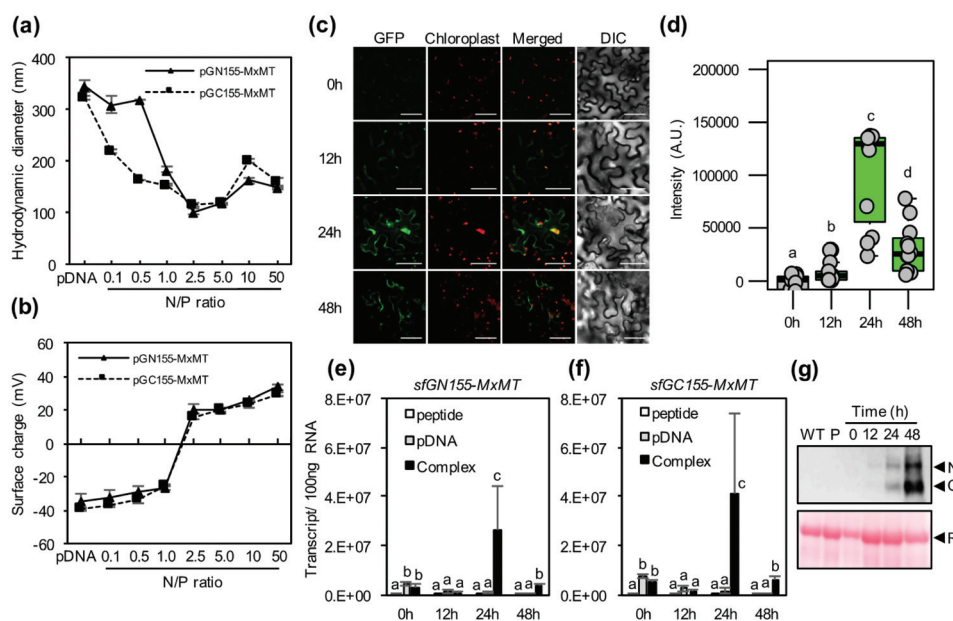 (a)
Hydrodynamic diameter (nm)
400
300
200
100
0
pGN155-MxMT
pGC155-MxMT
pDNA 0.1 0.5 1.0 2.5 5.0 10 50
N/P ratio
(b)
Surface charge (mV)
60
40
20
0
-20
-40
-60
pGN155-MxMT
pGC155-MxMT
pDNA 0.1 0.5 1.0 2.5 5.0 10 50
N/P ratio
(c)
GFP Chloroplast Merged DIC
0h
12h
24h
48h
(d)
Intensity (A.U.)
200000
150000
100000
50000
0
a b c d
0h 12h 24h 48h
(e)
sfGN155-MxMT
Transcript/ 100ng RNA
8.E+07
6.E+07
4.E+07
2.E+07
0.E+00
peptide
pDNA
Complex
a b b a a a a a c a a b
0h 12h 24h 48h
(f)
sfGC155-MxMT
8.E+07
6.E+07
4.E+07
2.E+07
0.E+00
peptide
pDNA
Complex
a b b a a a a a c a a b
0h 12h 24h 48h
(g)
Time (h)
WT P 0 12 24 48